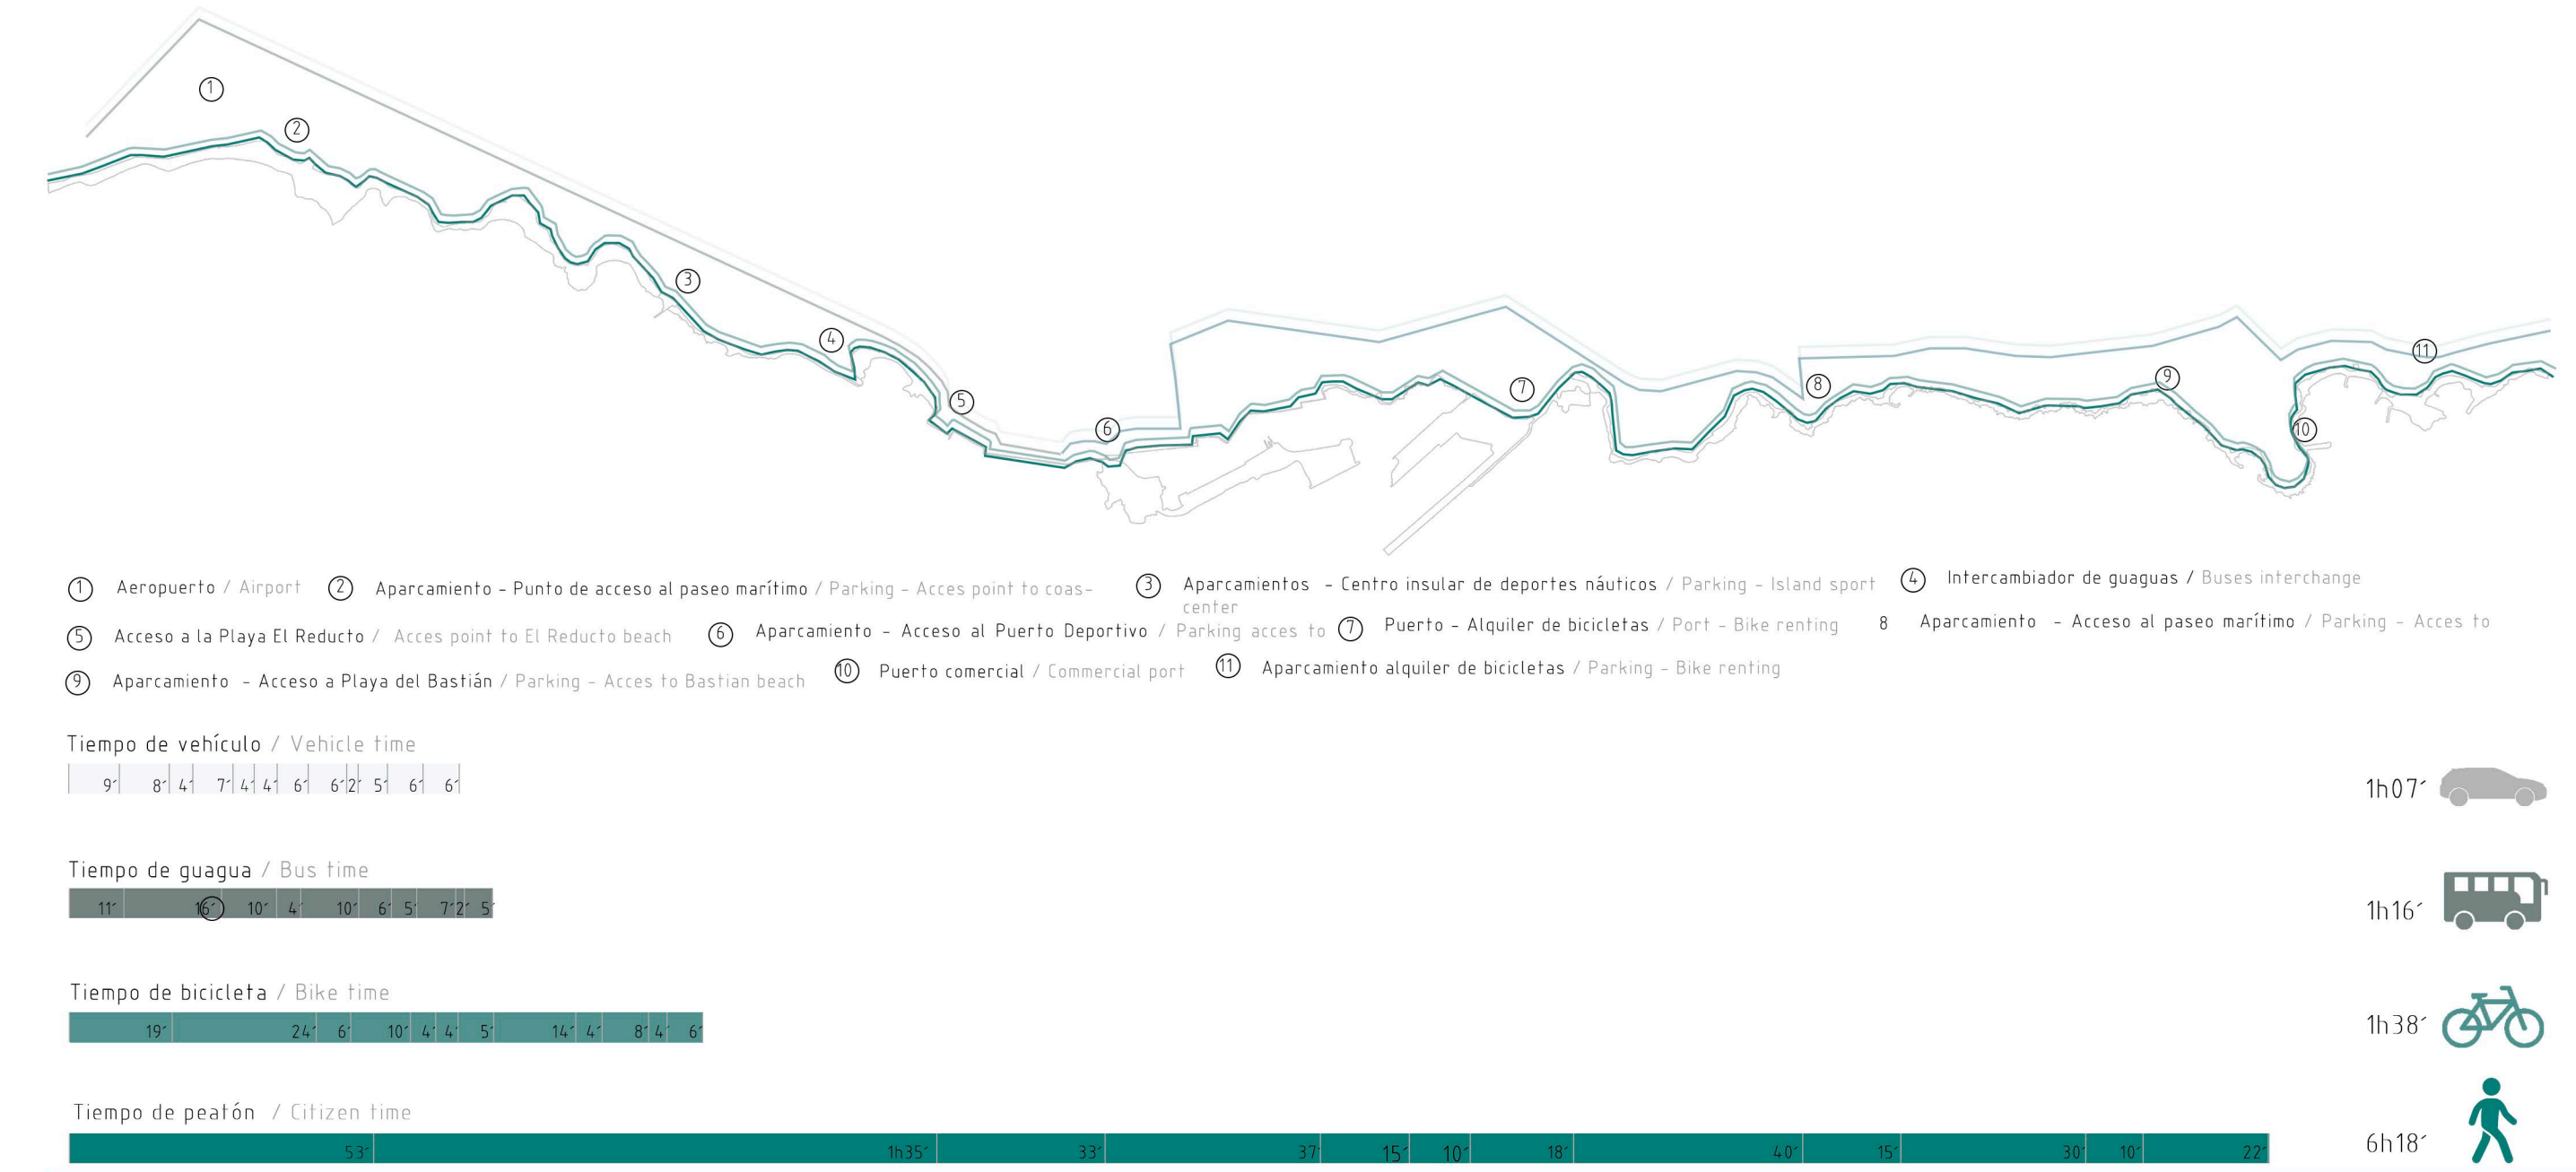 1
2
3
4
5
6
7
8
9
10
11
1 Aeropuerto / Airport 2 Aparcamiento - Punto de acceso al paseo marítimo / Parking - Acces point to coas- 3 Aparcamientos - Centro insular de deportes náuticos / Parking - Island sport 4 Intercambiador de guaguas / Buses interchange
center
5 Acceso a la Playa El Reducto / Acces point to El Reducto beach 6 Aparcamiento - Acceso al Puerto Deportivo / Parking acces to 7 Puerto - Alquiler de bicicletas / Port - Bike renting 8 Aparcamiento - Acceso al paseo marítimo / Parking - Acces to
9 Aparcamiento - Acceso a Playa del Bastián / Parking - Acces to Bastian beach 10 Puerto comercial / Commercial port 11 Aparcamiento alquiler de bicicletas / Parking - Bike renting
Tiempo de vehículo / Vehicle time
9´ 8´ 4´ 7´ 4´ 4´ 6´ 6´ 2´ 5´ 6´ 6´ 1h07´
Tiempo de guagua / Bus time
11´ 16´ 10´ 4´ 10´ 6´ 5´ 7´ 2´ 5´ 1h16´
Tiempo de bicicleta / Bike time
19´ 24´ 6´ 10´ 4´ 4´ 5´ 14´ 4´ 8´ 4´ 6´ 1h38´
Tiempo de peatón / Citizen time
53´ 1h35´ 33´ 37´ 15´ 10´ 18´ 40´ 15´ 30´ 10´ 22´ 6h18´